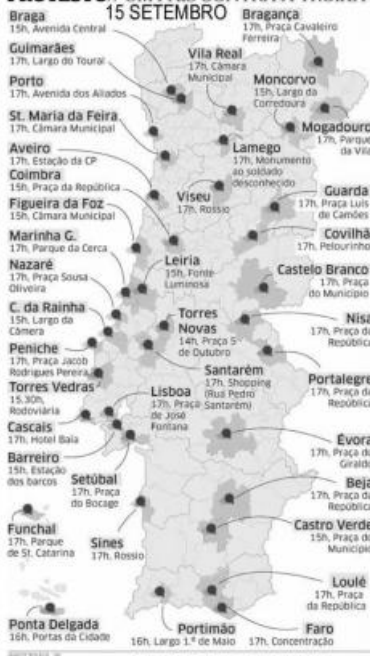 15 SETEMBRO
Braga
15h, Avenida Central
Guimarães
17h, Largo do Toural
Porto
17h, Avenida dos Aliados
St. Maria da Feira
17h, Câmara Municipal
Aveiro
17h, Estação da CP
Coimbra
15h, Praça da República
Figueira da Foz
15h, Câmara Municipal
Marinha G.
17h, Parque da Cerca
Nazaré
17h, Praça Sousa
Oliveira
C. da Rainha
15h, Largo da
Câmera
Peniche
17h, Praça Jacob
Rodrigues Pereira
Torres Vedras
15.30h,
Rodoviária
Cascais
17h, Hotel Baía
Barreiro
15h, Estação
dos barcos
Setúbal
17h, Praça
do Bocage
Funchal
17h, Parque
de St. Catarina
Sines
17h, Rossio
Ponta Delgada
16h, Portas da Cidade
Vila Real
17h, Câmara
Municipal
Lamego
17h, Monumento
ao soldado
desconhecido
Viseu
17h, Rossio
Leiria
15h, Fonte
Luminosa
Torres
Novas
14h, Praça 5
de Outubro
Santarém
17h, Shopping
(Rua Pedro
Santarém)
Lisboa
17h, Praça
de José
Fontana
Bragança
17h, Praça Cavaleiro
Ferreira
Moncorvo
15h, Largo da
Corredoura
Mogadouro
17h, Parque
da Vila
Guarda
17h, Praça Luís
de Camões
Covilhã
17h, Pelourinho
Castelo Branco
17h, Praça
do Município
Nisa
17h, Praça da
República
Portalegre
17h, Praça da
República
Évora
17h, Praça do
Giraldo
Beja
17h, Praça da
República
Castro Verde
15h, Praça do
Município
Loulé
17h, Praça
da República
Portimão
16h, Largo 1.º de Maio
Faro
17h, Concentração